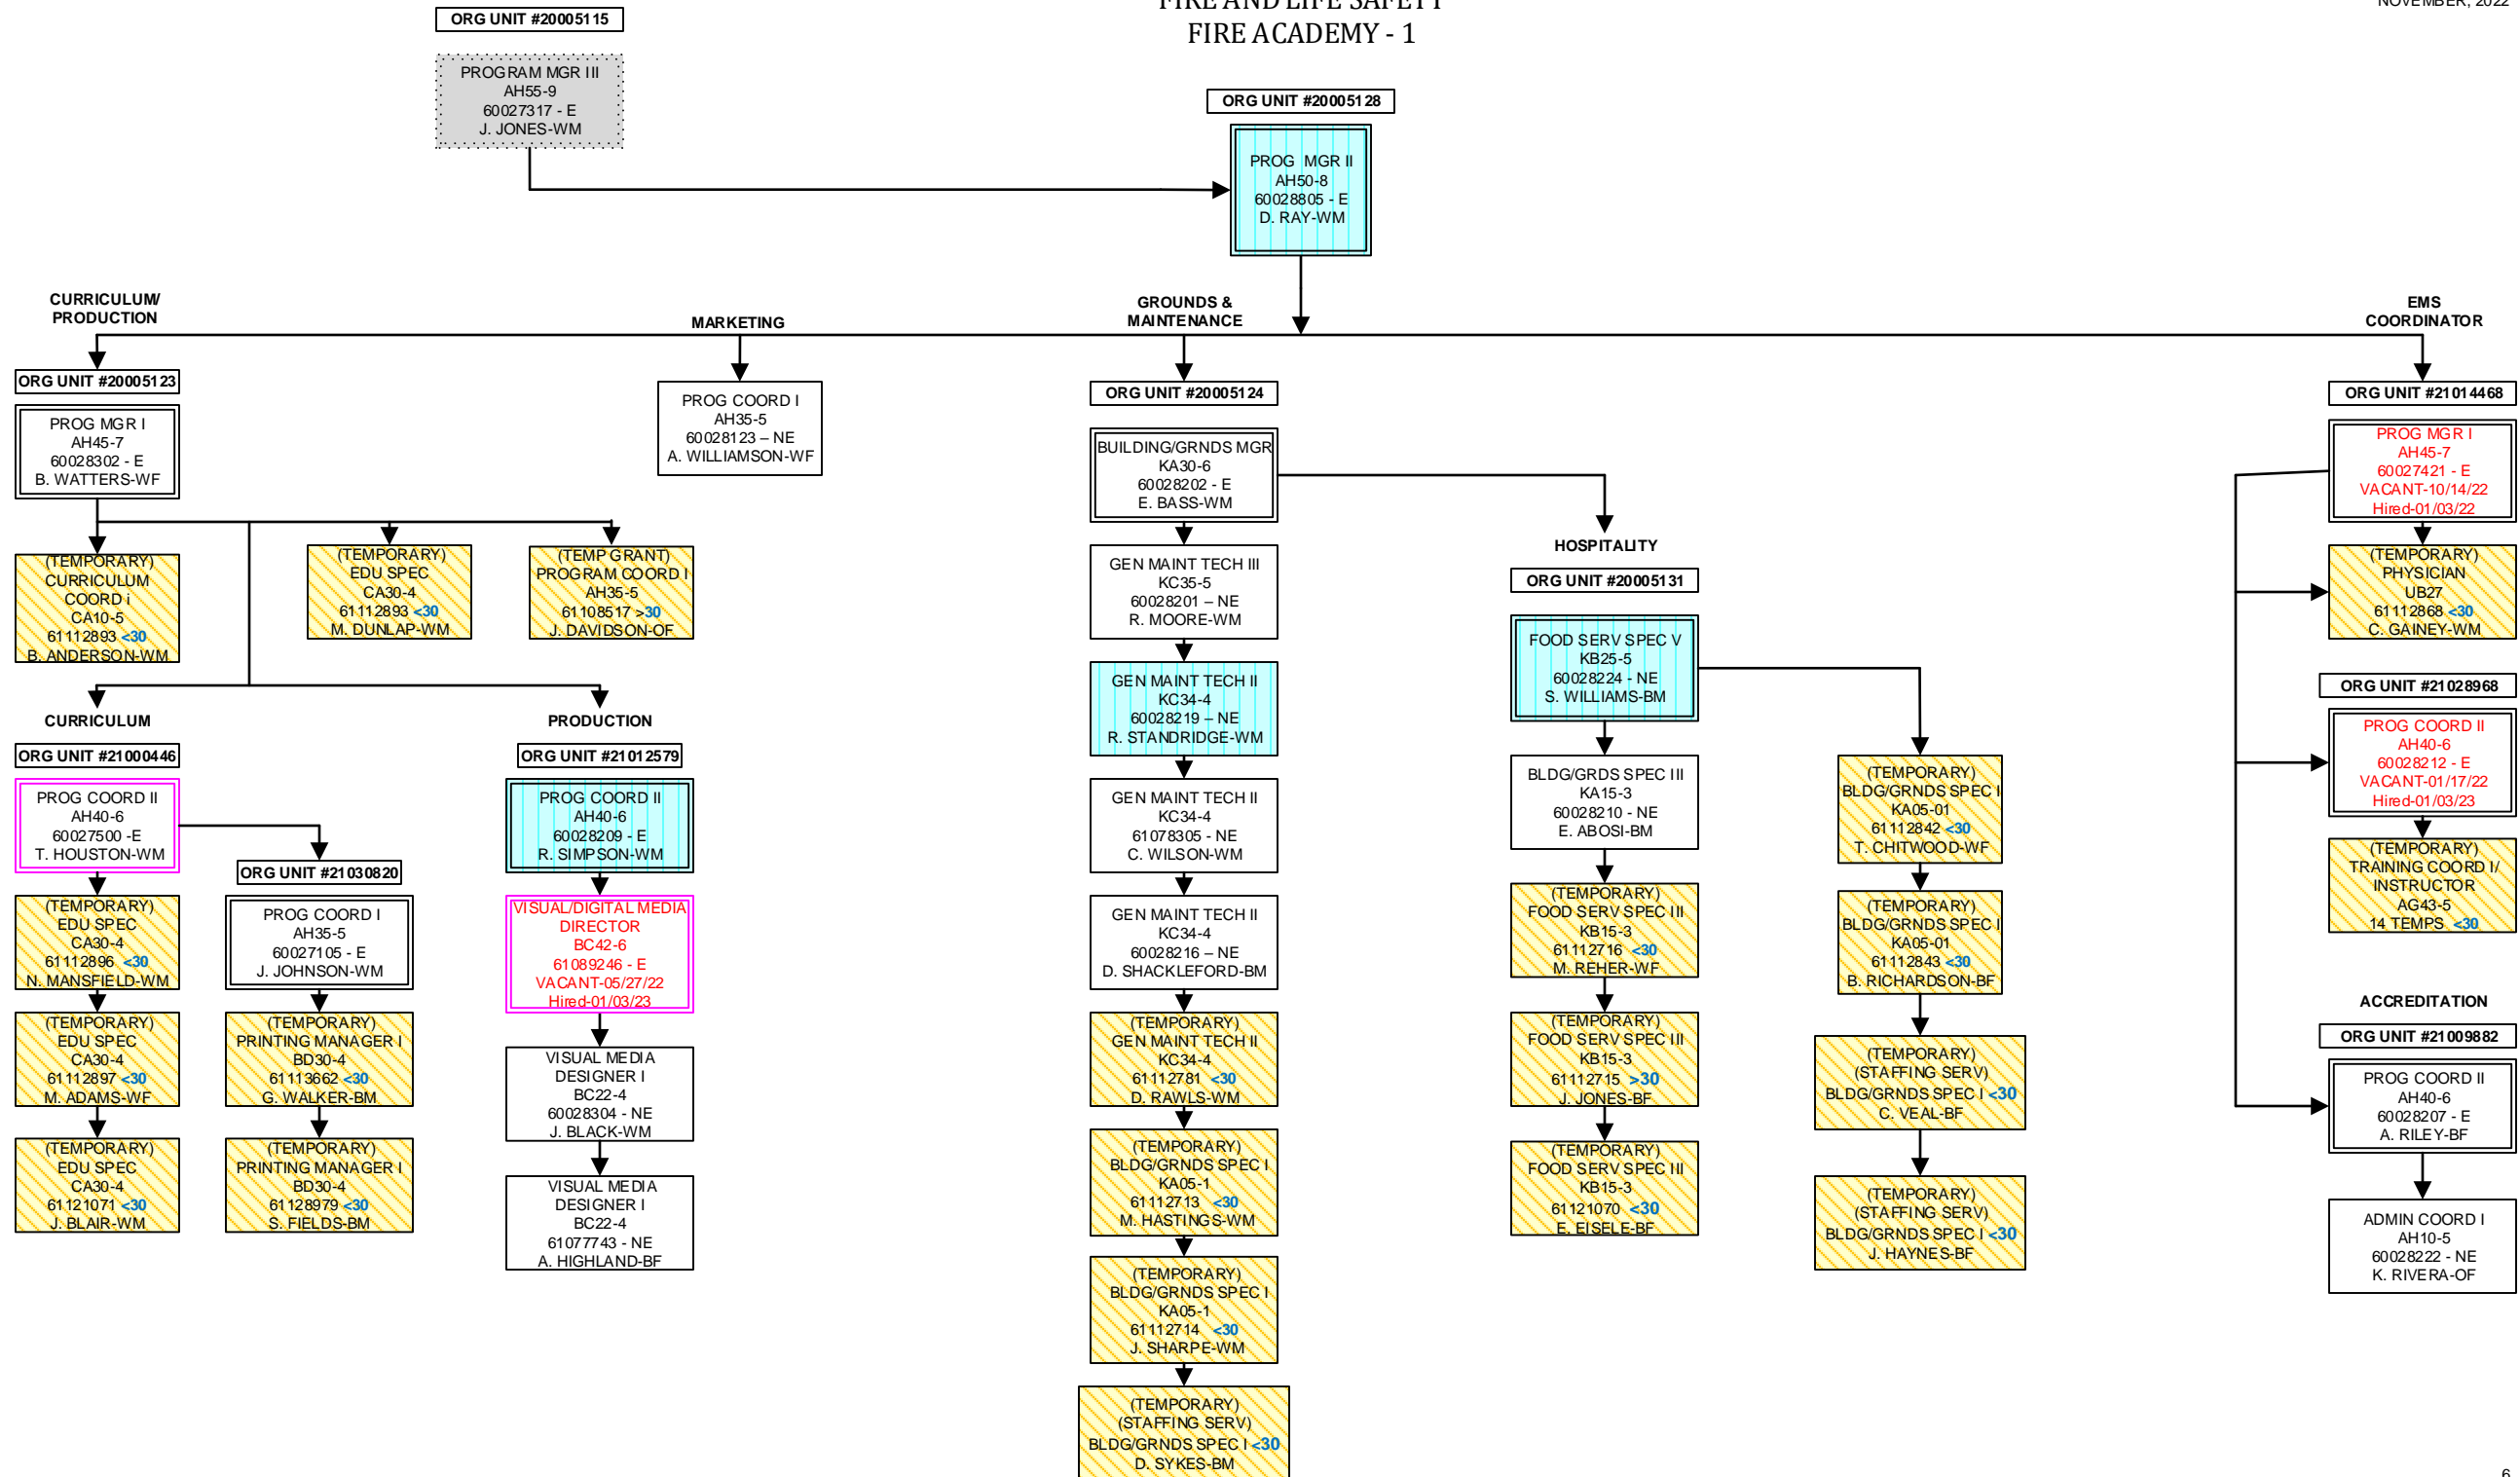 FIRE AND LIFE SAFETY
FIRE ACADEMY - 1
NOVEMBER, 2022
ORG UNIT #20005115
PROGRAM MGR III
AH55-9
60027317 - E
J. JONES-WM
ORG UNIT #20005128
PROG MGR II
AH50-8
60028805 - E
D. RAY-WM
CURRICULUM/
PRODUCTION
MARKETING
GROUNDS &
MAINTENANCE
EMS
COORDINATOR
ORG UNIT #20005123
PROG MGR I
AH45-7
60028302 - E
B. WATTERS-WF
(TEMPORARY)
CURRICULUM
COORD i
CA10-5
61112893 <30
B. ANDERSON-WM
(TEMPORARY)
EDU SPEC
CA30-4
61112893 <30
M. DUNLAP-WM
(TEMP GRANT)
PROGRAM COORD I
AH35-5
61108517 >30
J. DAVIDSON-OF
CURRICULUM
ORG UNIT #21000446
PROG COORD II
AH40-6
60027500 -E
T. HOUSTON-WM
(TEMPORARY)
EDU SPEC
CA30-4
61112896 <30
N. MANSFIELD-WM
(TEMPORARY)
EDU SPEC
CA30-4
61112897 <30
M. ADAMS-WF
(TEMPORARY)
EDU SPEC
CA30-4
61121071 <30
J. BLAIR-WM
ORG UNIT #21030820
PROG COORD I
AH35-5
60027105 - E
J. JOHNSON-WM
(TEMPORARY)
PRINTING MANAGER I
BD30-4
61113662 <30
G. WALKER-BM
(TEMPORARY)
PRINTING MANAGER I
BD30-4
61128979 <30
S. FIELDS-BM
PRODUCTION
ORG UNIT #21012579
PROG COORD II
AH40-6
60028209 - E
R. SIMPSON-WM
VISUAL/DIGITAL MEDIA
DIRECTOR
BC42-6
61089246 - E
VACANT-05/27/22
Hired-01/03/23
VISUAL MEDIA
DESIGNER I
BC22-4
60028304 - NE
J. BLACK-WM
VISUAL MEDIA
DESIGNER I
BC22-4
61077743 - NE
A. HIGHLAND-BF
PROG COORD I
AH35-5
60028123 – NE
A. WILLIAMSON-WF
ORG UNIT #20005124
BUILDING/GRNDS MGR
KA30-6
60028202 - E
E. BASS-WM
GEN MAINT TECH III
KC35-5
60028201 – NE
R. MOORE-WM
GEN MAINT TECH II
KC34-4
60028219 – NE
R. STANDRIDGE-WM
GEN MAINT TECH II
KC34-4
61078305 - NE
C. WILSON-WM
GEN MAINT TECH II
KC34-4
60028216 – NE
D. SHACKLEFORD-BM
(TEMPORARY)
GEN MAINT TECH II
KC34-4
61112781 <30
D. RAWLS-WM
(TEMPORARY)
BLDG/GRNDS SPEC I
KA05-1
61112713 <30
M. HASTINGS-WM
(TEMPORARY)
BLDG/GRNDS SPEC I
KA05-1
61112714 <30
J. SHARPE-WM
(TEMPORARY)
(STAFFING SERV)
BLDG/GRNDS SPEC I <30
D. SYKES-BM
HOSPITALITY
ORG UNIT #20005131
FOOD SERV SPEC V
KB25-5
60028224 - NE
S. WILLIAMS-BM
BLDG/GRDS SPEC III
KA15-3
60028210 - NE
E. ABOSI-BM
(TEMPORARY)
FOOD SERV SPEC III
KB15-3
61112716 <30
M. REHER-WF
(TEMPORARY)
FOOD SERV SPEC III
KB15-3
61112715 >30
J. JONES-BF
(TEMPORARY)
FOOD SERV SPEC III
KB15-3
61121070 <30
E. EISELE-BF
(TEMPORARY)
BLDG/GRNDS SPEC I
KA05-01
61112842 <30
T. CHITWOOD-WF
(TEMPORARY)
BLDG/GRNDS SPEC I
KA05-01
61112843 <30
B. RICHARDSON-BF
(TEMPORARY)
(STAFFING SERV)
BLDG/GRNDS SPEC I <30
C. VEAL-BF
(TEMPORARY)
(STAFFING SERV)
BLDG/GRNDS SPEC I <30
J. HAYNES-BF
ORG UNIT #21014468
PROG MGR I
AH45-7
60027421 - E
VACANT-10/14/22
Hired-01/03/22
(TEMPORARY)
PHYSICIAN
UB27
61112868 <30
C. GAINEY-WM
ORG UNIT #21028968
PROG COORD II
AH40-6
60028212 - E
VACANT-01/17/22
Hired-01/03/23
(TEMPORARY)
TRAINING COORD I/
INSTRUCTOR
AG43-5
14 TEMPS <30
ACCREDITATION
ORG UNIT #21009882
PROG COORD II
AH40-6
60028207 - E
A. RILEY-BF
ADMIN COORD I
AH10-5
60028222 - NE
K. RIVERA-OF
6